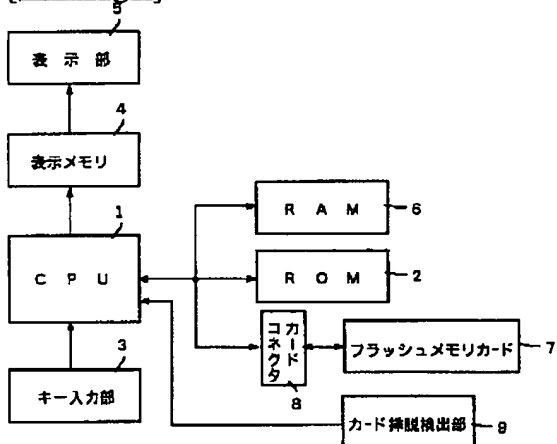 5
表示部
4
表示メモリ
1
CPU
3
キー入力部
RAM
6
ROM
2
カード
コネクタ
8
フラッシュメモリカード
7
カード挿脱検出部
9